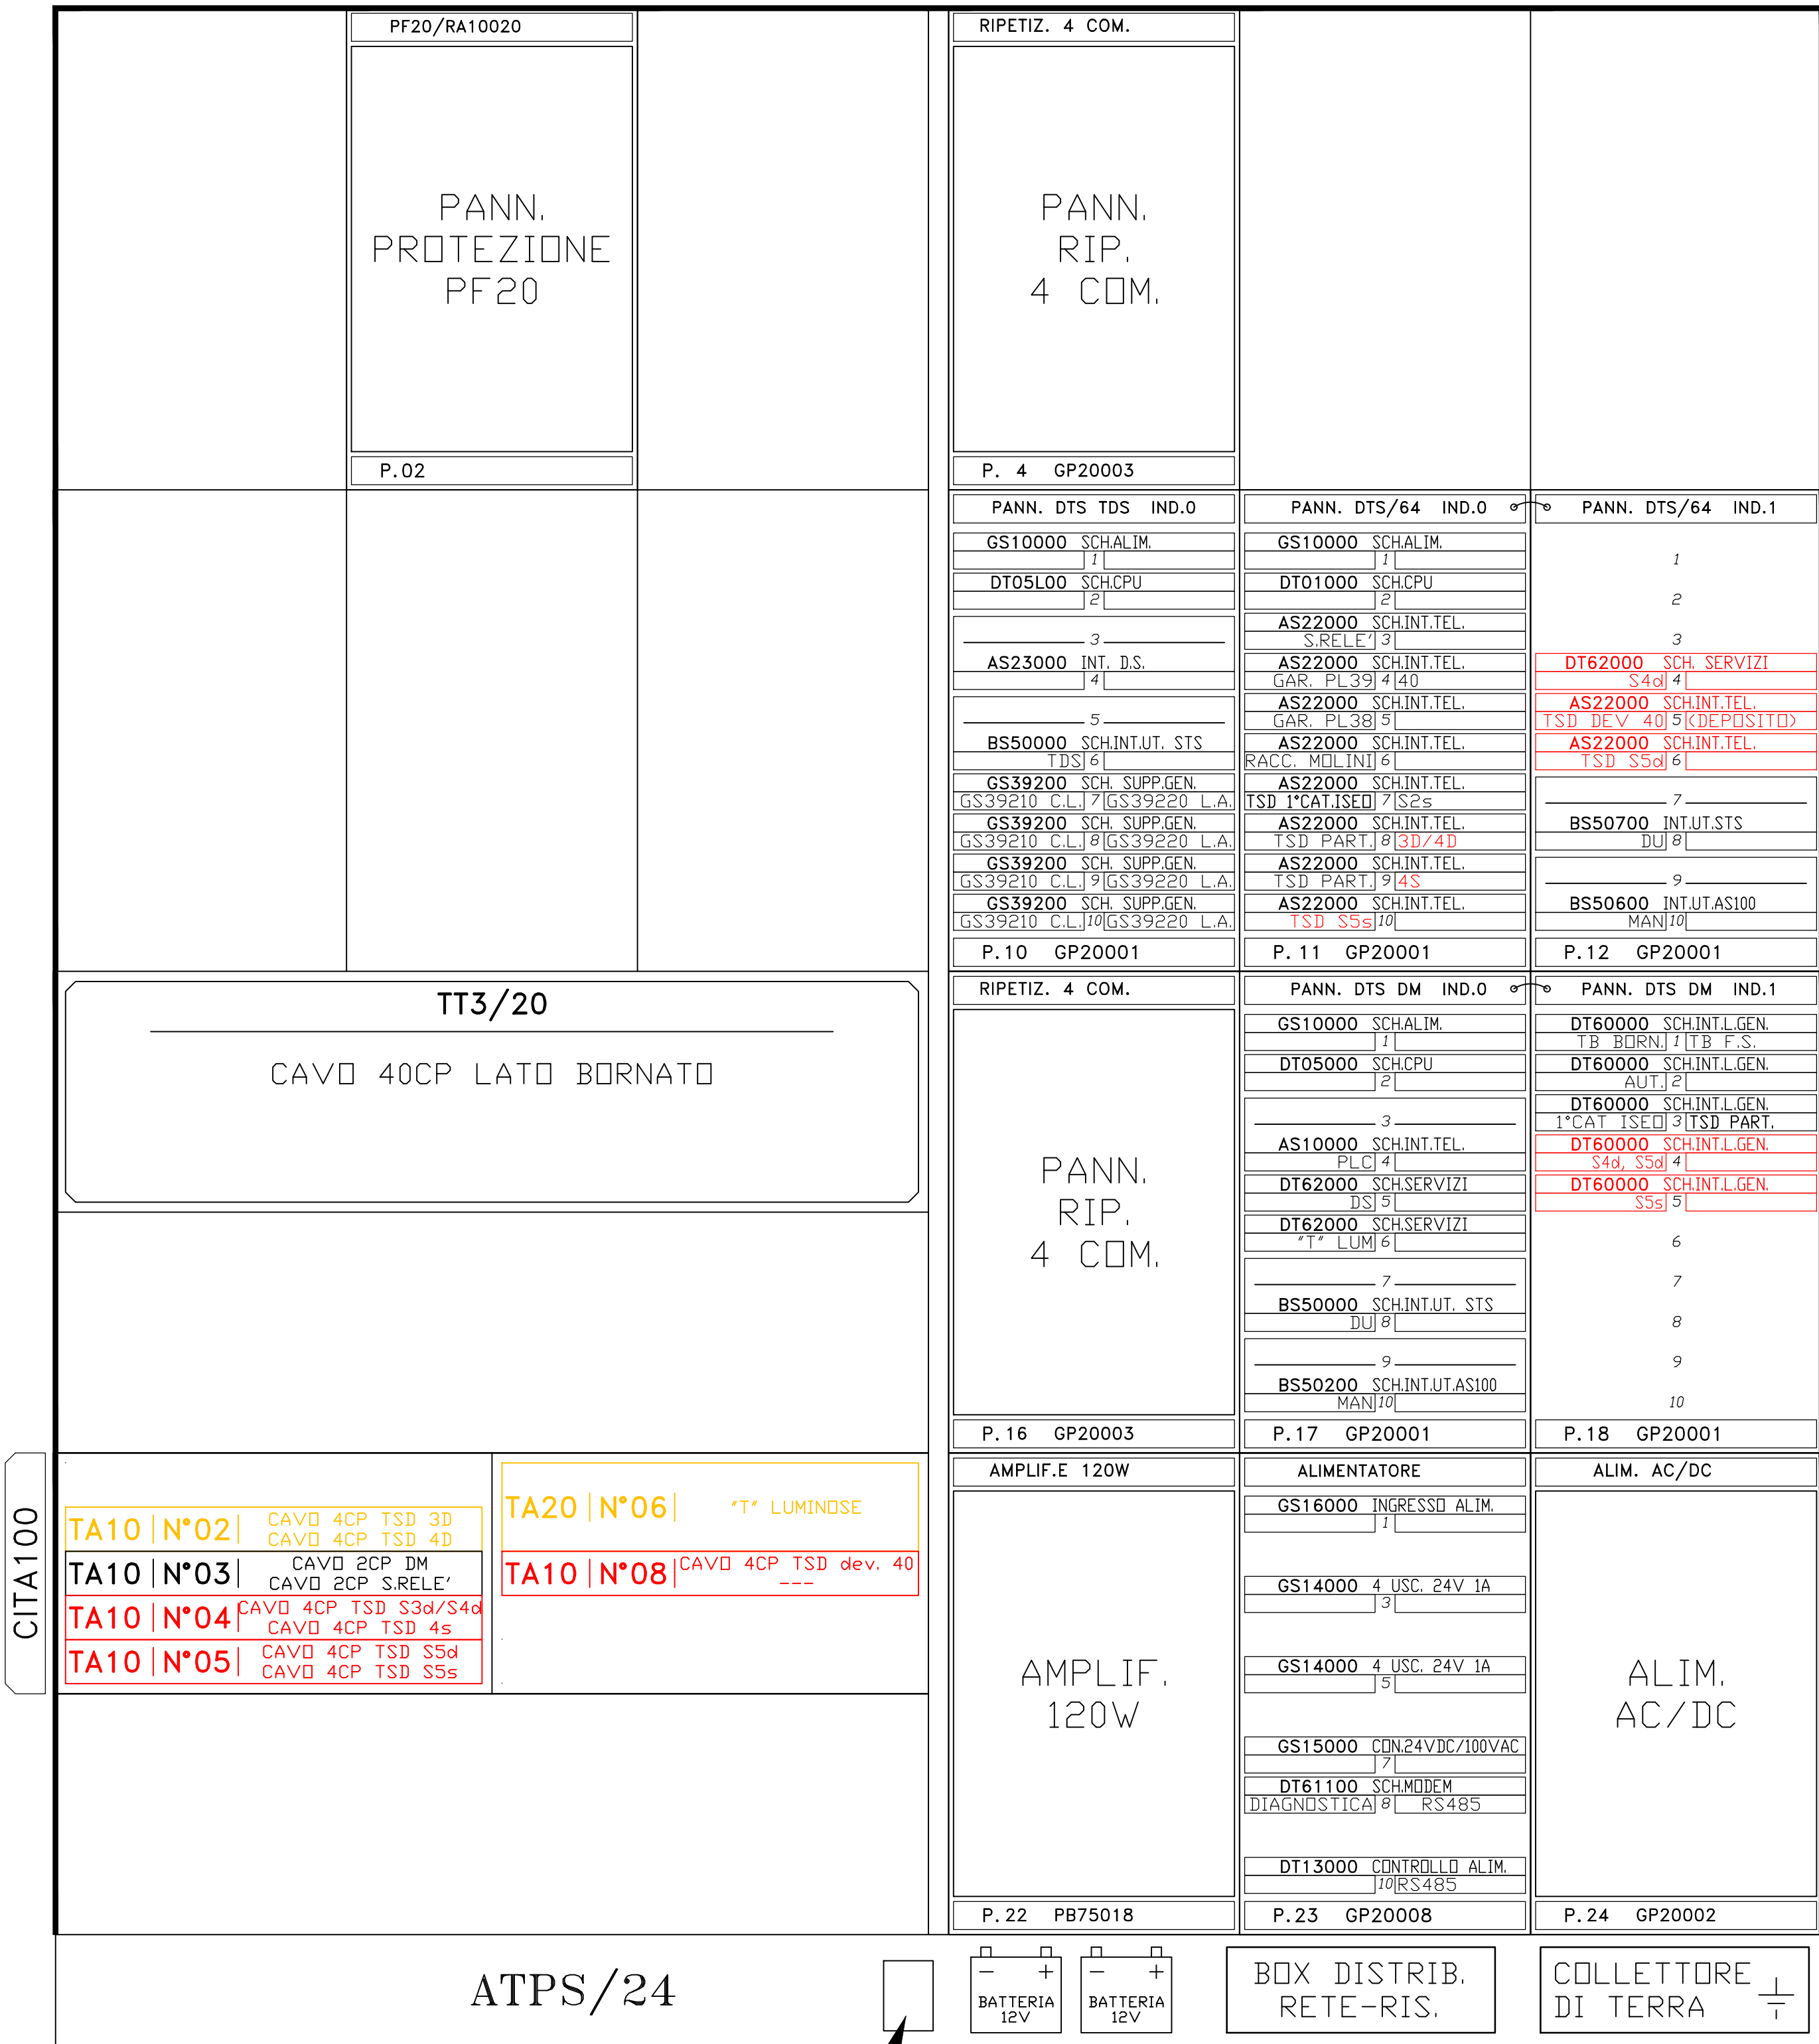 PF20/RA10020
PANN.
PROTEZIONE
PF20
P.02
RIPETIZ. 4 COM.
PANN.
RIP.
4 COM.
P. 4 GP20003
PANN. DTS TDS IND.0
GS10000 SCH.ALIM.
1
DT05L00 SCH.CPU
2
3
AS23000 INT. D.S.
4
5
BS50000 SCH.INT.UT. STS
TDS 6
GS39200 SCH. SUPP.GEN.
GS39210 C.L. 7 GS39220 L.A.
GS39200 SCH. SUPP.GEN.
GS39210 C.L. 8 GS39220 L.A.
GS39200 SCH. SUPP.GEN.
GS39210 C.L. 9 GS39220 L.A.
GS39200 SCH. SUPP.GEN.
GS39210 C.L. 10 GS39220 L.A.
P.10 GP20001
PANN. DTS/64 IND.0
GS10000 SCH.ALIM.
1
DT01000 SCH.CPU
2
AS22000 SCH.INT.TEL.
S.RELE' 3
AS22000 SCH.INT.TEL.
GAR. PL39 4 40
AS22000 SCH.INT.TEL.
GAR. PL38 5
AS22000 SCH.INT.TEL.
RACC. MOLINI 6
AS22000 SCH.INT.TEL.
TSD 1°CAT.ISEO 7 S2s
AS22000 SCH.INT.TEL.
TSD PART. 8 3D/4D
AS22000 SCH.INT.TEL.
TSD PART. 9 4S
AS22000 SCH.INT.TEL.
TSD S5s 10
P.11 GP20001
PANN. DTS/64 IND.1
1
2
3
DT62000 SCH. SERVIZI
S4d 4
AS22000 SCH.INT.TEL.
TSD DEV 40 5 (DEPOSITO)
AS22000 SCH.INT.TEL.
TSD S5d 6
7
BS50700 INT.UT.STS
DU 8
9
BS50600 INT.UT.AS100
MAN 10
P.12 GP20001
TT3/20
CAVO 40CP LATO BORNATO
RIPETIZ. 4 COM.
PANN.
RIP.
4 COM.
P.16 GP20003
PANN. DTS DM IND.0
GS10000 SCH.ALIM.
1
DT05000 SCH.CPU
2
3
AS10000 SCH.INT.TEL.
PLC 4
DT62000 SCH.SERVIZI
DS 5
DT62000 SCH.SERVIZI
"T" LUM 6
7
BS50000 SCH.INT.UT. STS
DU 8
9
BS50200 SCH.INT.UT.AS100
MAN 10
P.17 GP20001
PANN. DTS DM IND.1
DT60000 SCH.INT.L.GEN.
TB BORN. 1 TB F.S.
DT60000 SCH.INT.L.GEN.
AUT. 2
DT60000 SCH.INT.L.GEN.
1°CAT ISEO 3 TSD PART.
DT60000 SCH.INT.L.GEN.
S4d, S5d 4
DT60000 SCH.INT.L.GEN.
S5s 5
6
7
8
9
10
P.18 GP20001
CITA100
TA10 N°02 CAVO 4CP TSD 3D
CAVO 4CP TSD 4D
TA10 N°03 CAVO 2CP DM
CAVO 2CP S.RELE'
TA10 N°04 CAVO 4CP TSD S3d/S4d
CAVO 4CP TSD 4s
TA10 N°05 CAVO 4CP TSD S5d
CAVO 4CP TSD S5s
TA20 N°06 "T" LUMINOSE
TA10 N°08 CAVO 4CP TSD dev. 40
---
AMPLIF.E 120W
AMPLIF.
120W
P.22 PB75018
ALIMENTATORE
GS16000 INGRESSO ALIM.
1
GS14000 4 USC. 24V 1A
3
GS14000 4 USC. 24V 1A
5
GS15000 CON.24VDC/100VAC
7
DT61100 SCH.MODEM
DIAGNOSTICA 8 RS485
DT13000 CONTROLLO ALIM.
10 RS485
P.23 GP20008
ALIM. AC/DC
ALIM.
AC/DC
P.24 GP20002
ATPS/24
- +
BATTERIA
12V
- +
BATTERIA
12V
BOX DISTRIB.
RETE-RIS.
COLLETTORE
DI TERRA